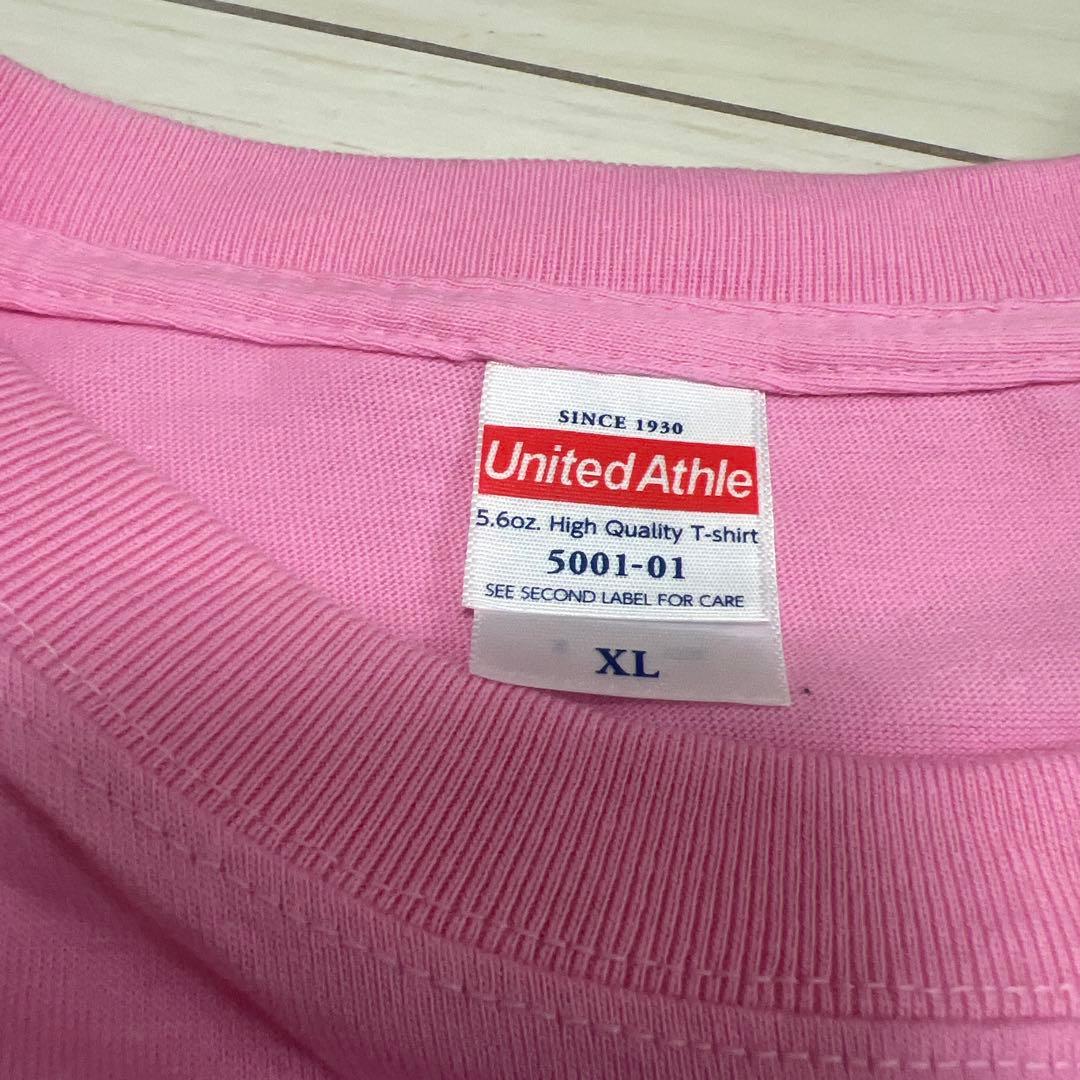 SINCE 1930
United Athle
5.6oz. High Quality T-shirt
5001-01
SEE SECOND LABEL FOR CARE
XL